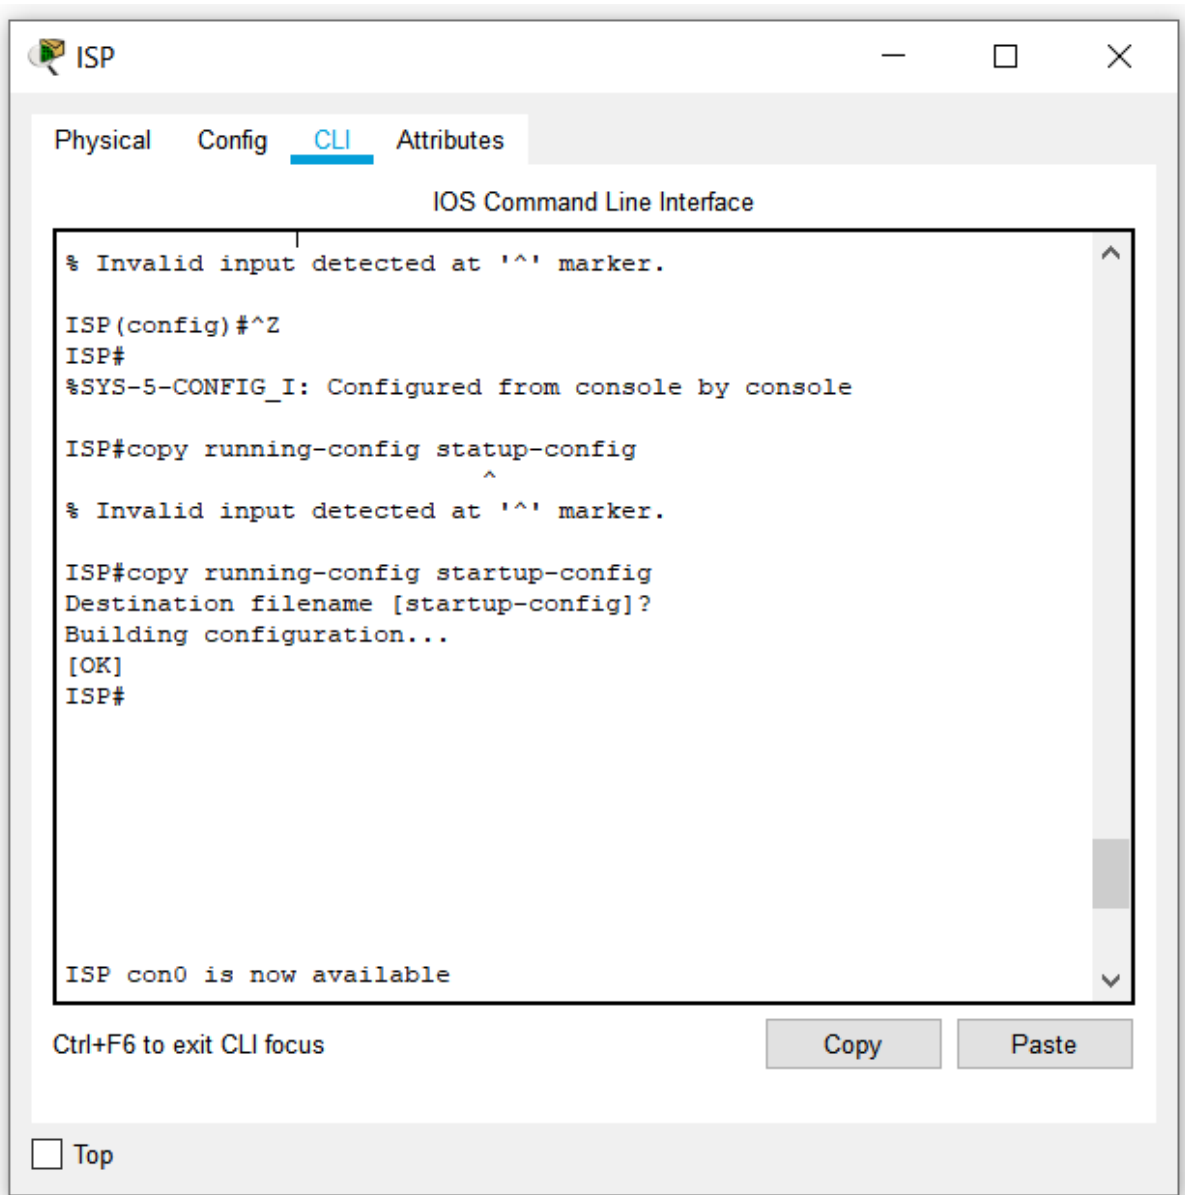 ISP
Physical Config CLI Attributes
IOS Command Line Interface
% Invalid input detected at '^' marker.
ISP(config)#^Z
ISP#
%SYS-5-CONFIG_I: Configured from console by console
ISP#copy running-config statup-config
^
% Invalid input detected at '^' marker.
ISP#copy running-config startup-config
Destination filename [startup-config]?
Building configuration...
[OK]
ISP#
ISP con0 is now available
Ctrl+F6 to exit CLI focus
Copy Paste
Top